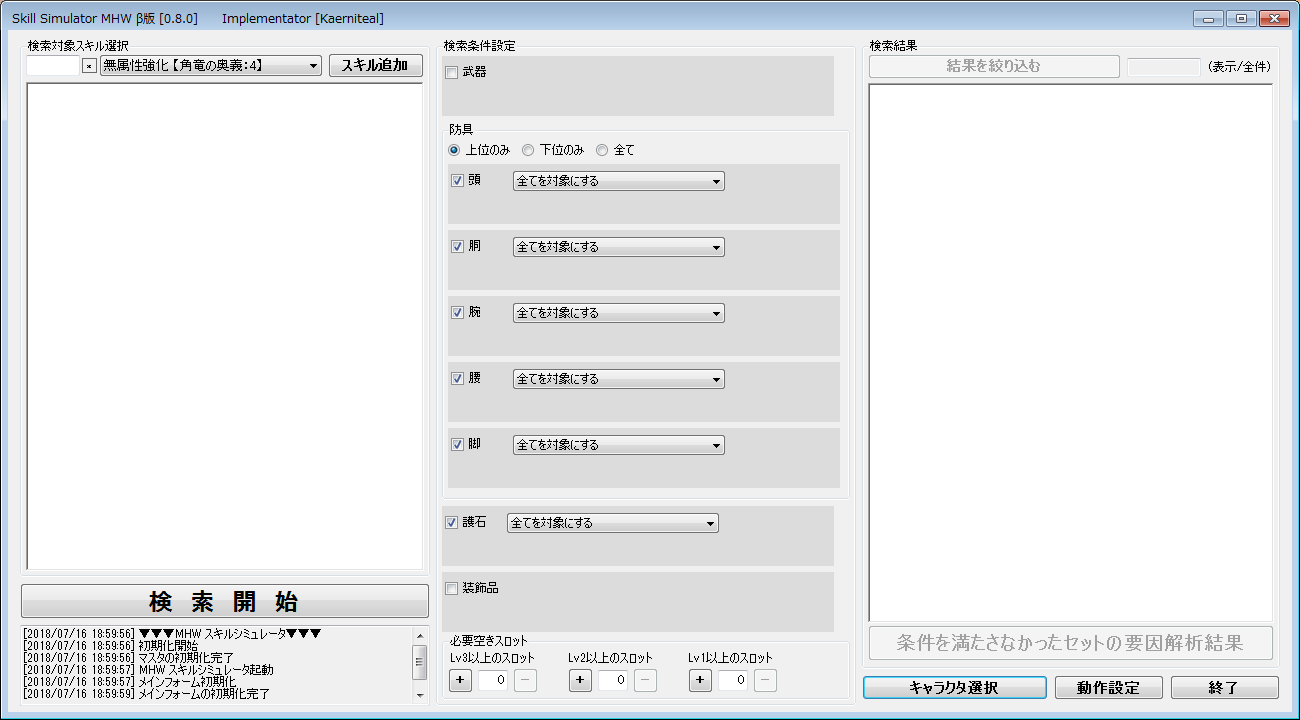 Skill Simulator MHW β版 [0.8.0] Implementator [Kaerniteal]
検索対象スキル選択
無属性強化【角竜の奥義:4】
スキル追加
検索開始
[2018/07/16 18:59:56] ▼▼▼MHW スキルシミュレータ▼▼▼
[2018/07/16 18:59:56] 初期化開始
[2018/07/16 18:59:56] マスタの初期化完了
[2018/07/16 18:59:57] MHW スキルシミュレータ起動
[2018/07/16 18:59:57] メインフォーム初期化
[2018/07/16 18:59:59] メインフォームの初期化完了
検索条件設定
武器
防具
上位のみ 下位のみ 全て
頭 全てを対象にする
胴 全てを対象にする
腕 全てを対象にする
腰 全てを対象にする
脚 全てを対象にする
護石 全てを対象にする
装飾品
必要空きスロット
Lv3以上のスロット Lv2以上のスロット Lv1以上のスロット
+ 0 − + 0 − + 0 −
検索結果
結果を絞り込む (表示/全件)
条件を満たさなかったセットの要因解析結果
キャラクタ選択 動作設定 終了